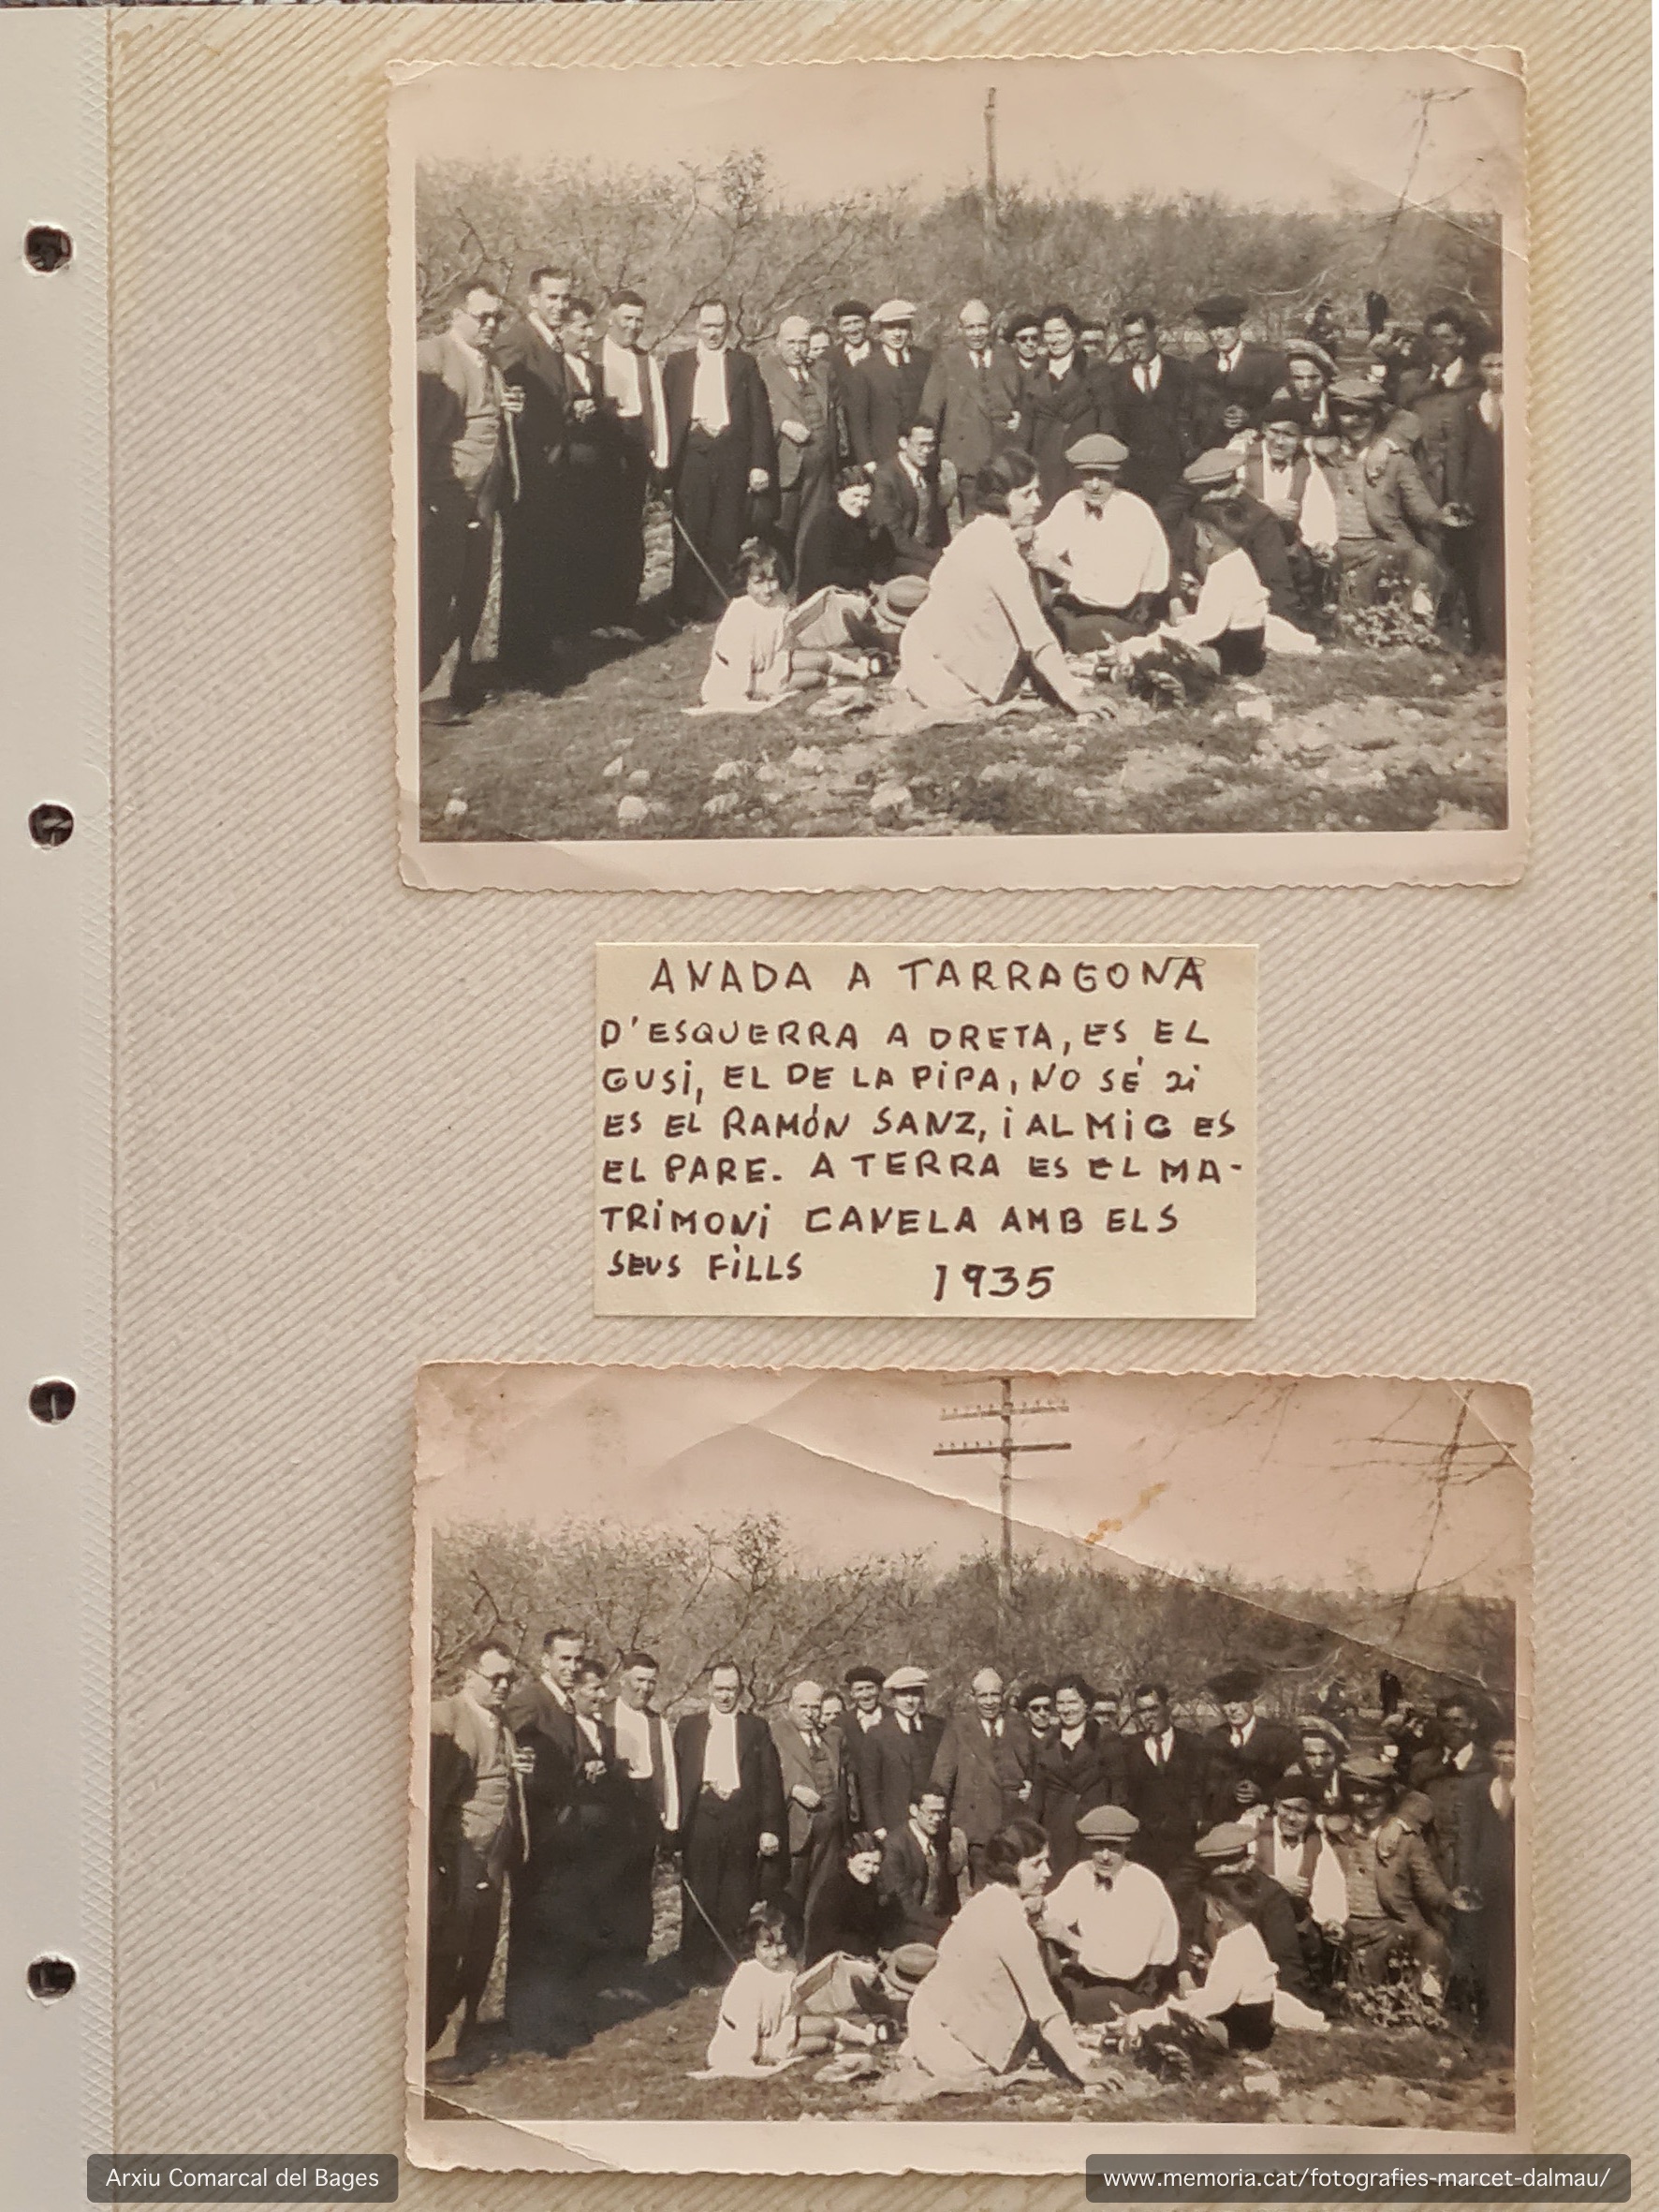 ANADA A TARRAGONA
D'ESQUERRA A DRETA, ES EL
GUSi, EL DE LA PiPA, NO SÉ si
ES EL RAMÓN SANZ, i AL MiG ES
EL PARE. A TERRA ES EL MA-
TRiMONi CANELA AMB ELS
SEUS FiLLS 1935
Arxiu Comarcal del Bages
www.memoria.cat/fotografies-marcet-dalmau/